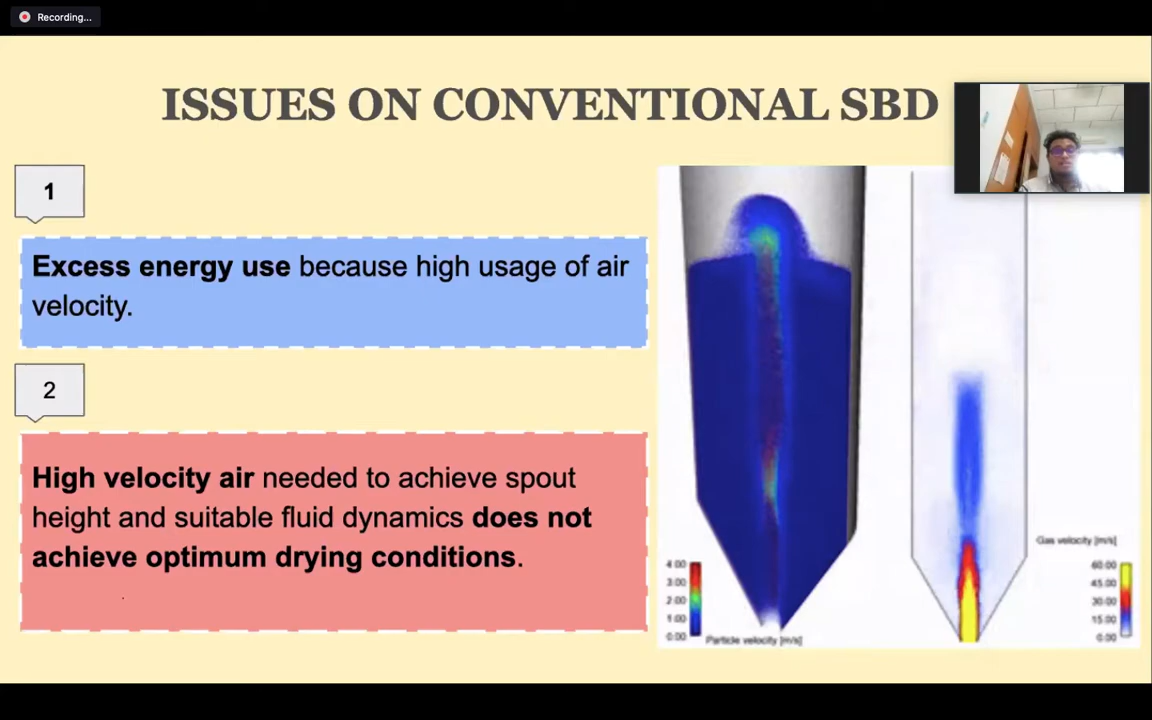 Recording...
ISSUES ON CONVENTIONAL SBD
1
Excess energy use because high usage of air
velocity.
2
High velocity air needed to achieve spout
height and suitable fluid dynamics does not
achieve optimum drying conditions.
4.00
3.00
2.00
1.00
0.00
Particle velocity [m/s]
Gas velocity [m/s]
60.00
45.00
30.00
15.00
0.00